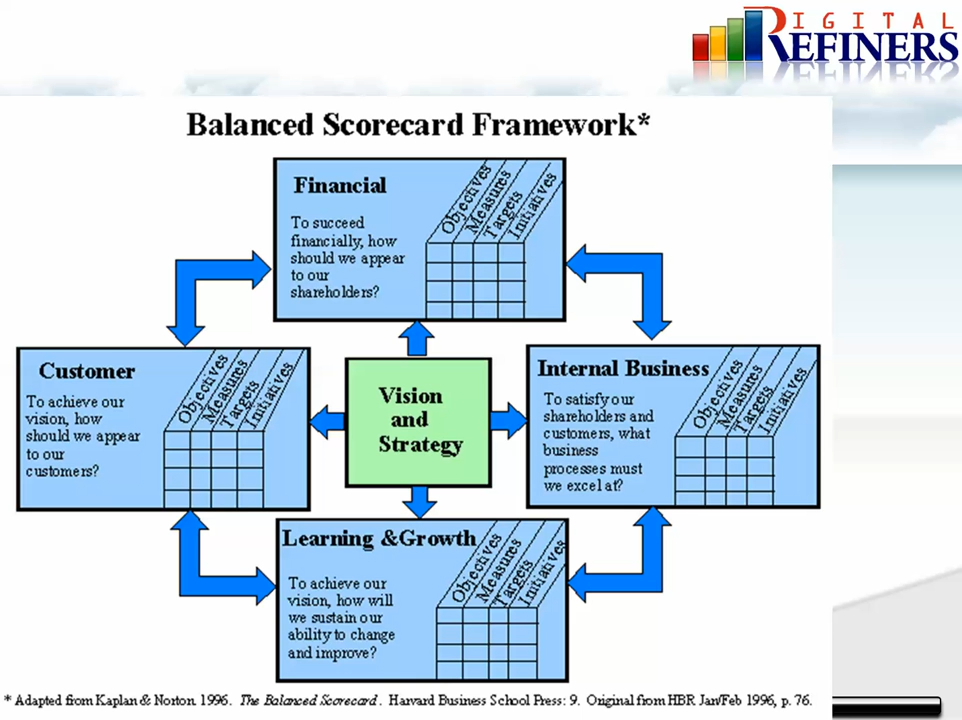 DIGITAL
REFINERS
Balanced Scorecard Framework*
Financial
To succeed
financially, how
should we appear
to our
shareholders?
Objectives
Measures
Targets
Initiatives
Customer
To achieve our
vision, how
should we appear
to our
customers?
Objectives
Measures
Targets
Initiatives
Vision
and
Strategy
Internal Business
To satisfy our
shareholders and
customers, what
business
processes must
we excel at?
Objectives
Measures
Targets
Initiatives
Learning &Growth
To achieve our
vision, how will
we sustain our
ability to change
and improve?
Objectives
Measures
Targets
Initiatives
* Adapted from Kaplan & Norton. 1996. The Balanced Scorecard. Harvard Business School Press: 9. Original from HBR Jan/Feb 1996, p. 76.